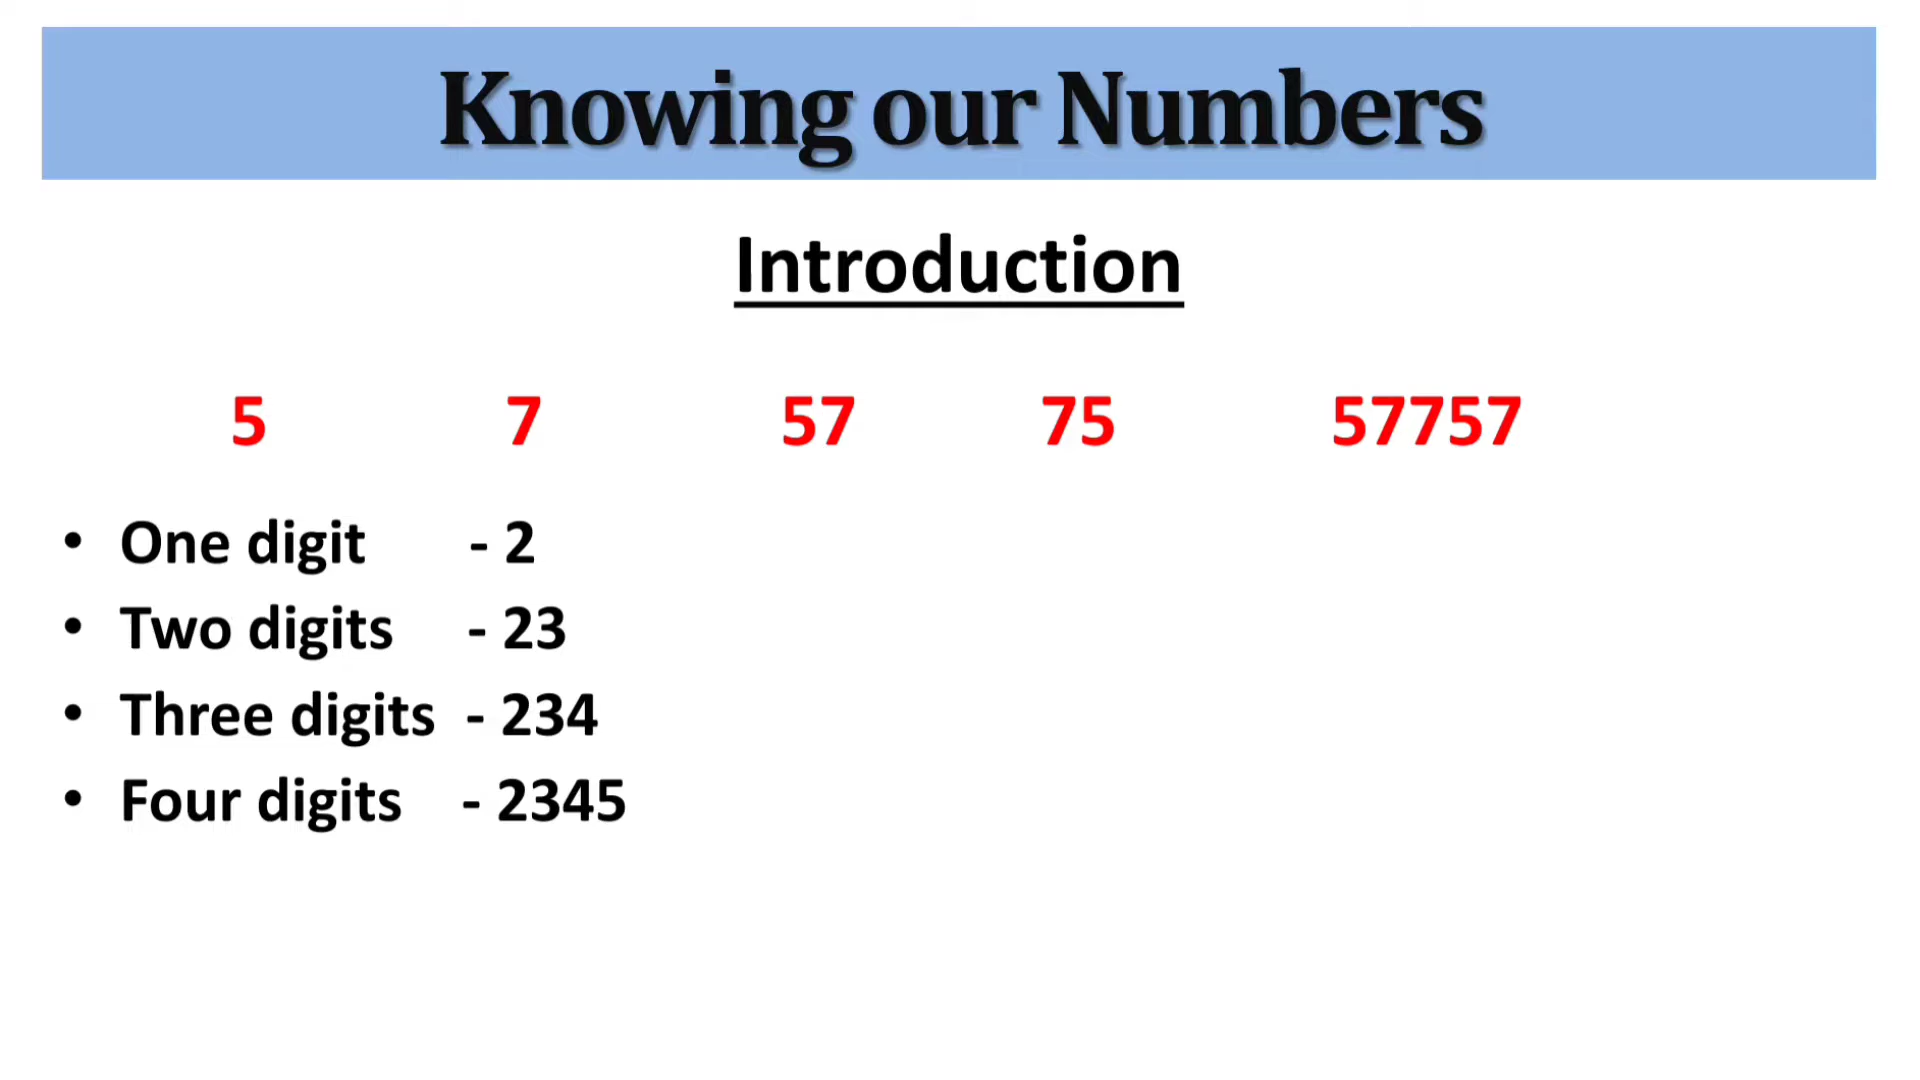 Knowing our Numbers
Introduction
5 7 57 75 57757
• One digit - 2
• Two digits - 23
• Three digits - 234
• Four digits - 2345